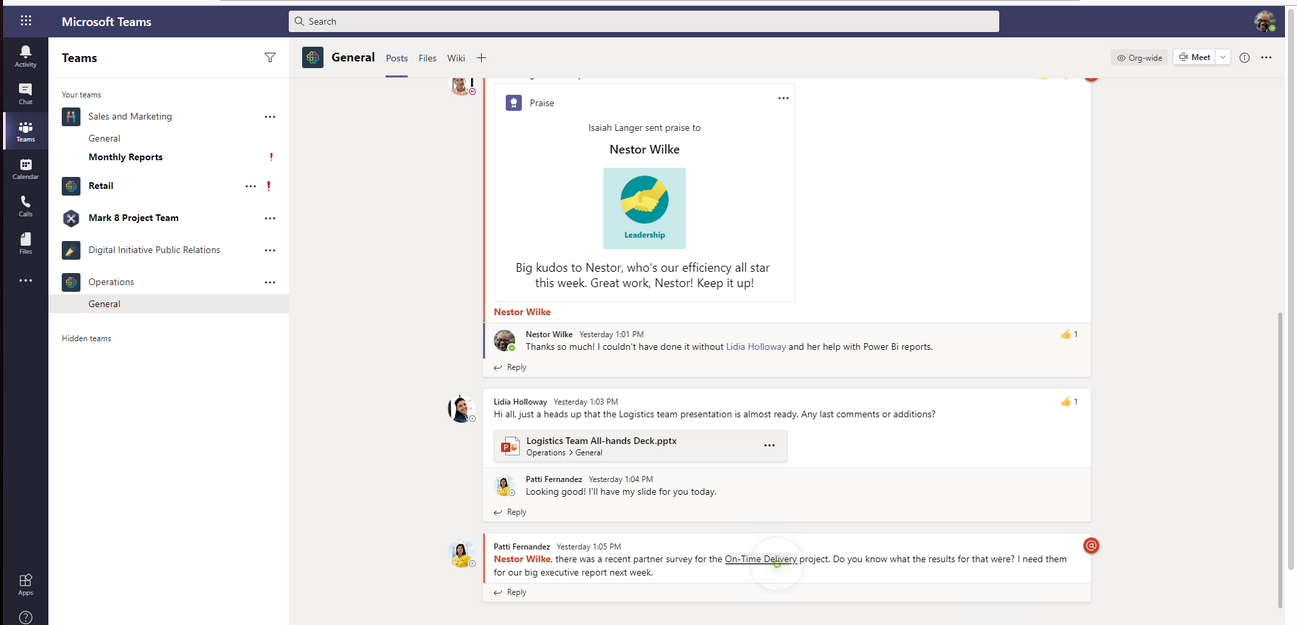 Microsoft Teams
Search
Activity
Chat
Teams
Calendar
Calls
Files
Apps
Teams
Your teams
Sales and Marketing
General
Monthly Reports
Retail
Mark 8 Project Team
Digital Initiative Public Relations
Operations
General
Hidden teams
General
Posts
Files
Wiki
Org-wide
Meet
Praise
Isaiah Langer sent praise to
Nestor Wilke
Leadership
Big kudos to Nestor, who's our efficiency all star
this week. Great work, Nestor! Keep it up!
Nestor Wilke
Nestor Wilke Yesterday 1:01 PM
1
Thanks so much! I couldn't have done it without Lidia Holloway and her help with Power Bi reports.
Reply
Lidia Holloway Yesterday 1:03 PM
1
Hi all, just a heads up that the Logistics team presentation is almost ready. Any last comments or additions?
Logistics Team All-hands Deck.pptx
Operations > General
Patti Fernandez Yesterday 1:04 PM
Looking good! I'll have my slide for you today.
Reply
Patti Fernandez Yesterday 1:05 PM
Nestor Wilke, there was a recent partner survey for the On-Time Delivery project. Do you know what the results for that were? I need them
for our big executive report next week.
Reply